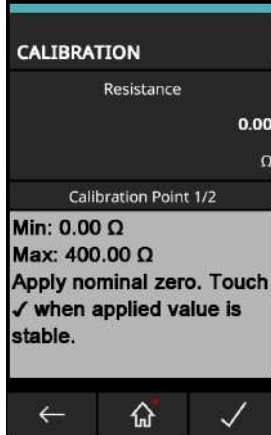 CALIBRATION
Resistance
0.00
Ω
Calibration Point 1/2
Min: 0.00 Ω
Max: 400.00 Ω
Apply nominal zero. Touch
✓ when applied value is
stable.